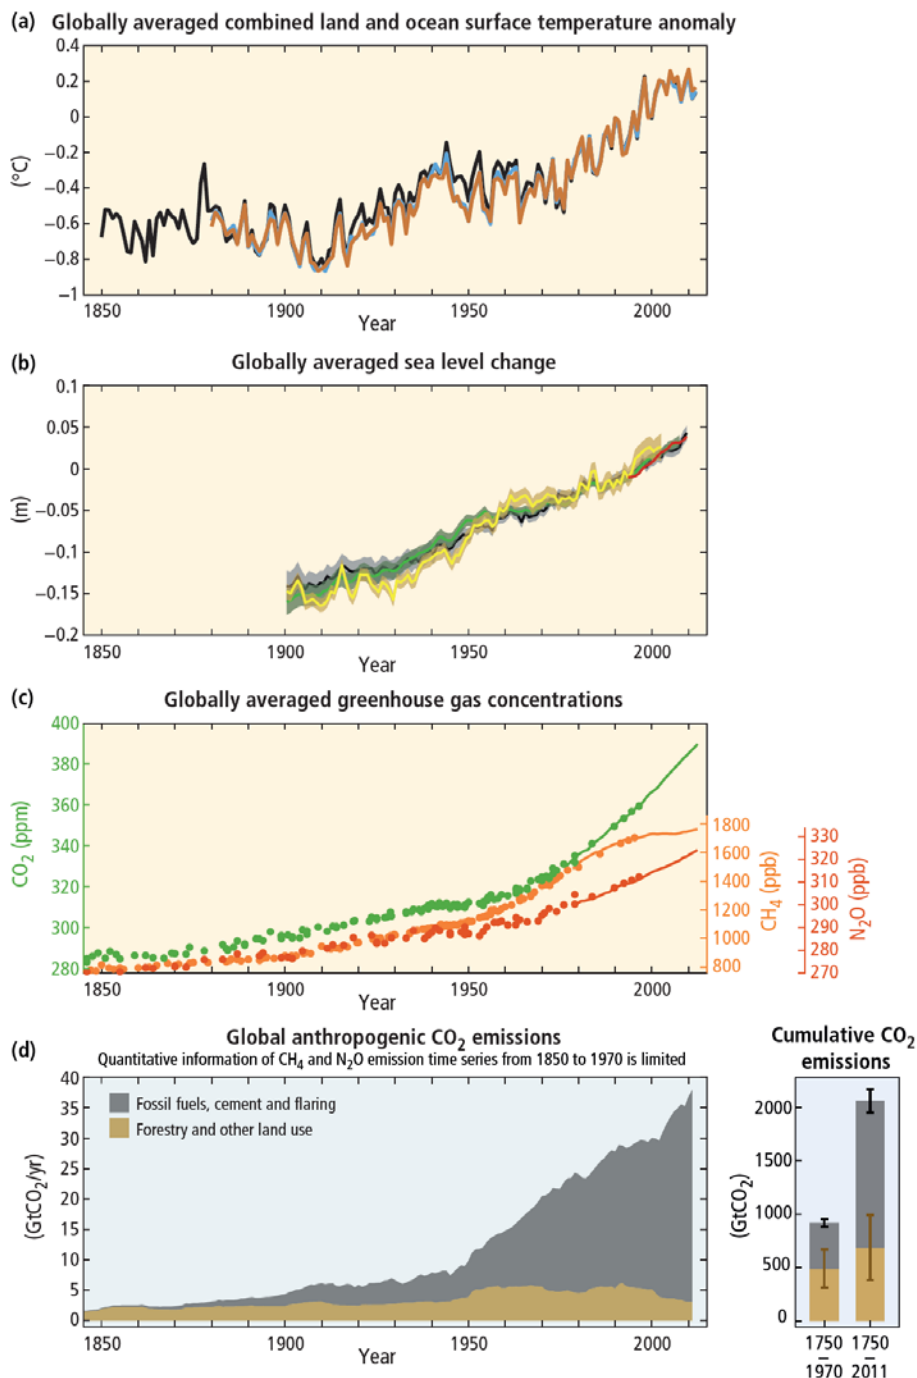 (a) Globally averaged combined land and ocean surface temperature anomaly
0.4
0.2
0
−0.2
−0.4
−0.6
−0.8
−1
(°C)
1850 1900 1950 2000
Year
(b) Globally averaged sea level change
0.1
0.05
0
−0.05
−0.1
−0.15
−0.2
(m)
1850 1900 1950 2000
Year
(c) Globally averaged greenhouse gas concentrations
400
380
360
340
320
300
280
CO₂ (ppm)
1800
1600
1400
1200
1000
800
CH₄ (ppb)
330
320
310
300
290
280
270
N₂O (ppb)
1850 1900 1950 2000
Year
(d) Global anthropogenic CO₂ emissions
Quantitative information of CH₄ and N₂O emission time series from 1850 to 1970 is limited
40
35
30
25
20
15
10
5
0
(GtCO₂/yr)
Fossil fuels, cement and flaring
Forestry and other land use
1850 1900 1950 2000
Year
Cumulative CO₂
emissions
2000
1500
1000
500
0
(GtCO₂)
1750 1750
– –
1970 2011